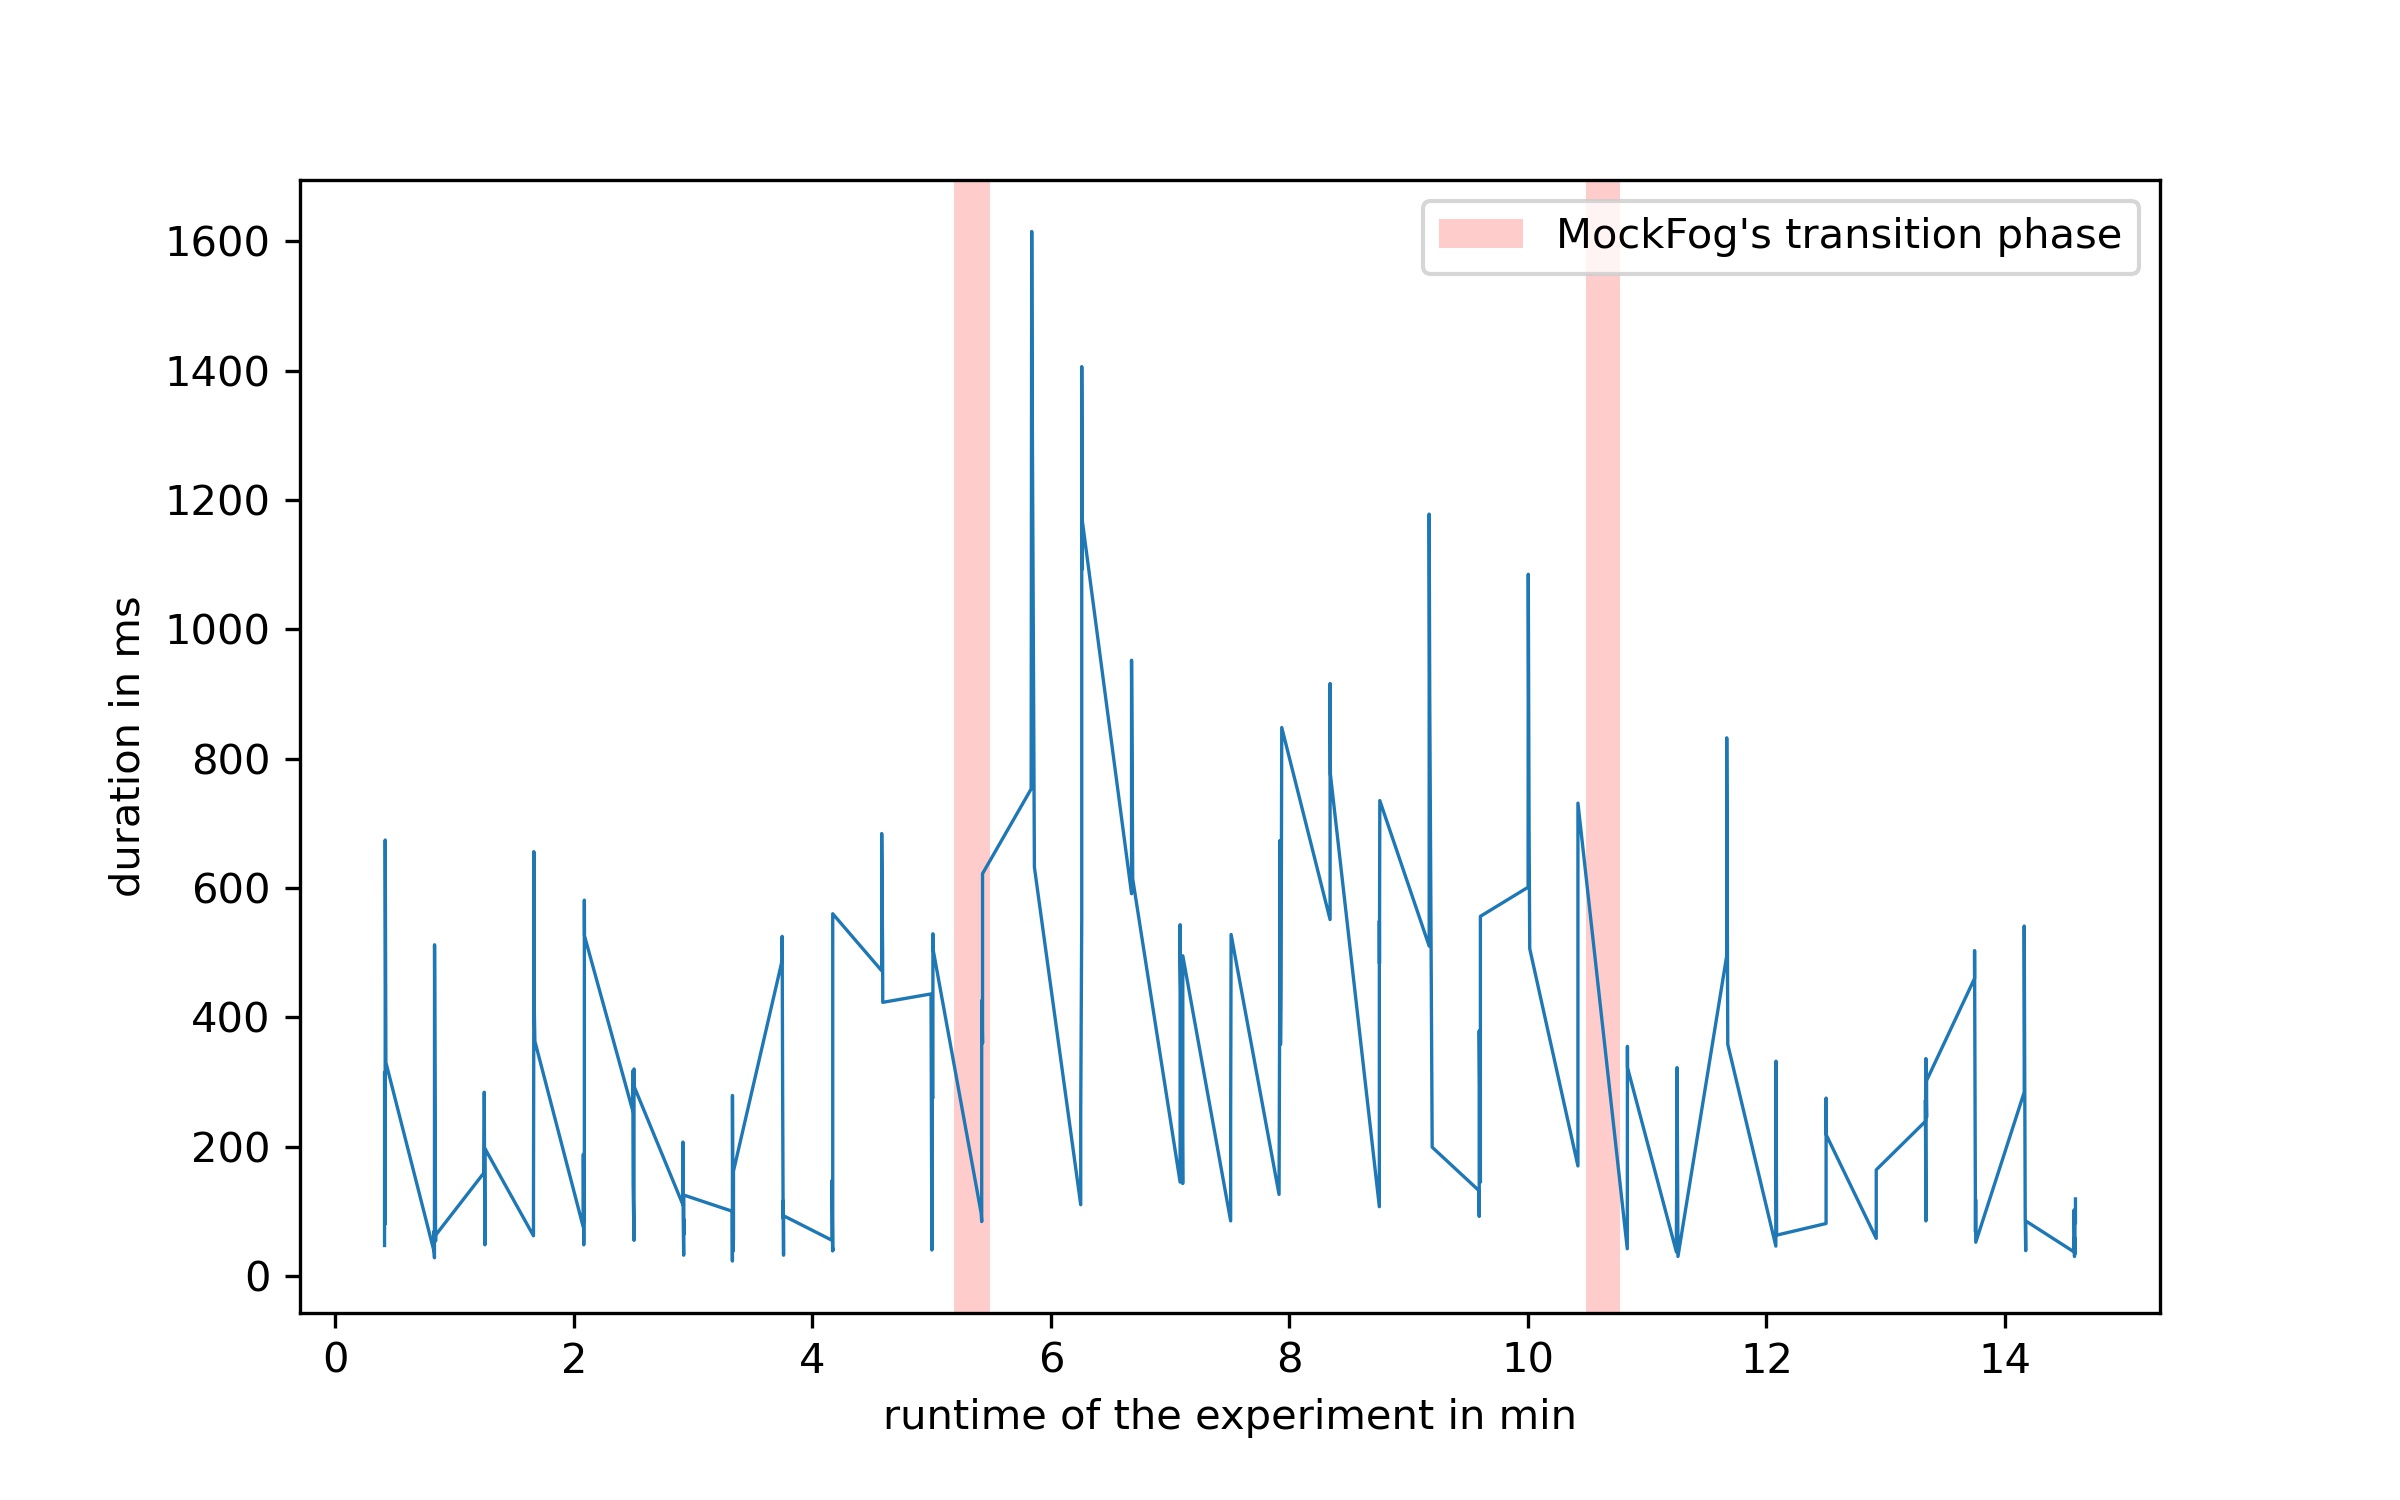 MockFog's transition phase
1600
1400
1200
1000
800
600
400
200
0
duration in ms
0 2 4 6 8 10 12 14
runtime of the experiment in min